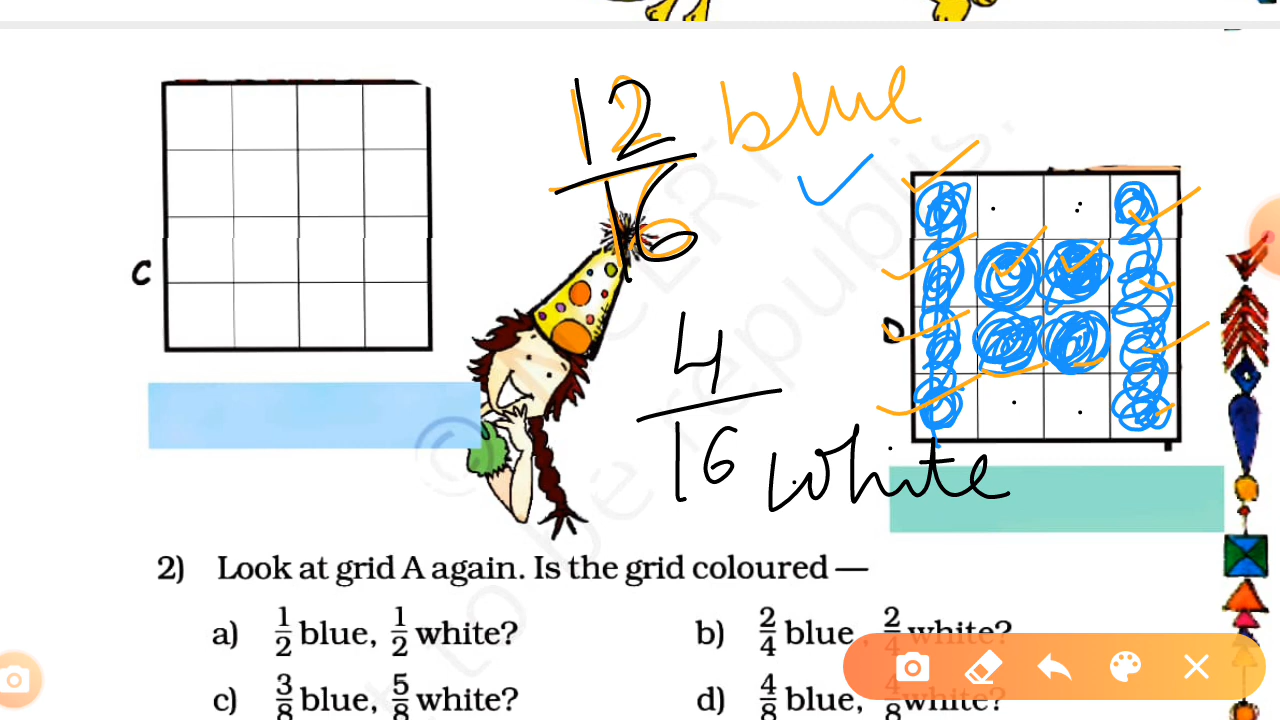 12/16 blue
C
D
4/16 white
2) Look at grid A again. Is the grid coloured —
a) 1/2 blue, 1/2 white? b) 2/4 blue, 2/4 white?
c) 3/8 blue, 5/8 white? d) 4/8 blue, 4/8 white?